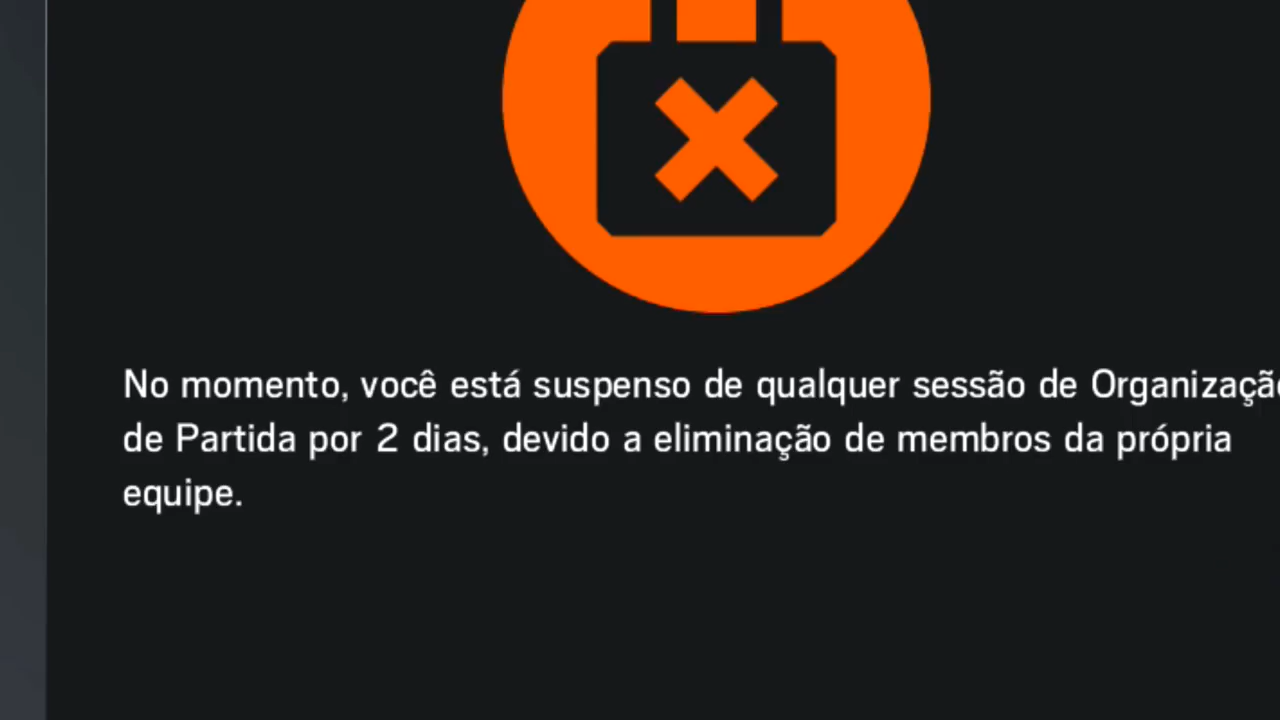 No momento, você está suspenso de qualquer sessão de Organização
de Partida por 2 dias, devido a eliminação de membros da própria
equipe.